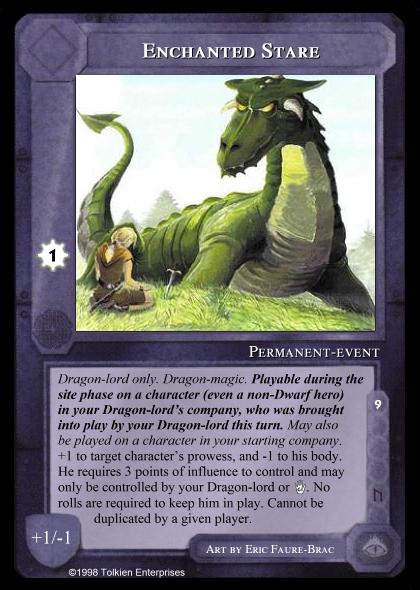 ENCHANTED STARE
1
PERMANENT-EVENT
Dragon-lord only. Dragon-magic. Playable during the
site phase on a character (even a non-Dwarf hero)
in your Dragon-lord's company, who was brought
into play by your Dragon-lord this turn. May also
be played on a character in your starting company.
+1 to target character's prowess, and -1 to his body.
He requires 3 points of influence to control and may
only be controlled by your Dragon-lord or . No
rolls are required to keep him in play. Cannot be
duplicated by a given player.
9
+1/-1
ART BY ERIC FAURE-BRAC
©1998 Tolkien Enterprises